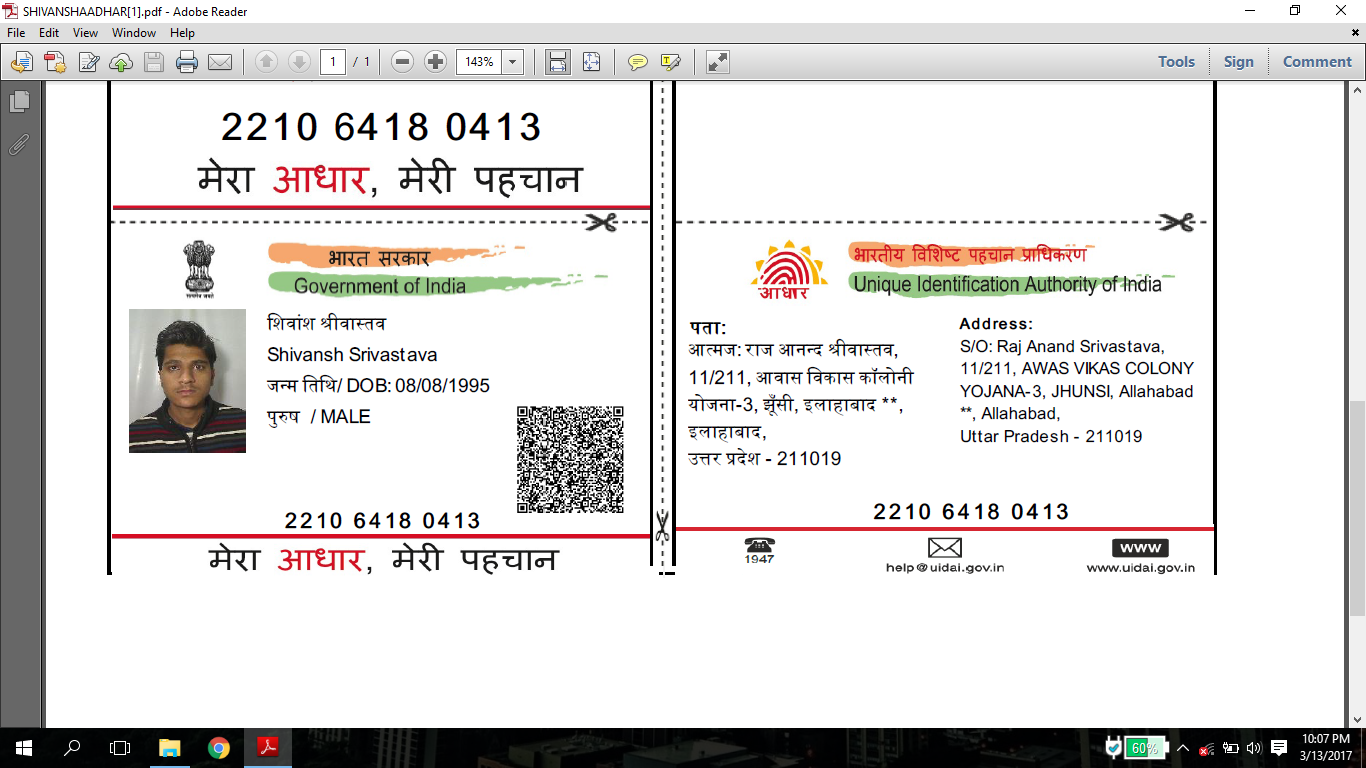 SHIVANSHAADHAR[1].pdf - Adobe Reader
File Edit View Window Help
1 / 1 143% Tools Sign Comment
2210 6418 0413
मेरा आधार, मेरी पहचान
भारत सरकार
Government of India
सत्यमेव जयते
शिवांश श्रीवास्तव
Shivansh Srivastava
जन्म तिथि/ DOB: 08/08/1995
पुरुष / MALE
2210 6418 0413
मेरा आधार, मेरी पहचान
भारतीय विशिष्ट पहचान प्राधिकरण
Unique Identification Authority of India
आधार
पता:
आत्मज: राज आनन्द श्रीवास्तव,
11/211, आवास विकास कॉलोनी
योजना-3, झूँसी, इलाहाबाद **,
इलाहाबाद,
उत्तर प्रदेश - 211019
Address:
S/O: Raj Anand Srivastava,
11/211, AWAS VIKAS COLONY
YOJANA-3, JHUNSI, Allahabad
**, Allahabad,
Uttar Pradesh - 211019
2210 6418 0413
1947
help@uidai.gov.in
www
www.uidai.gov.in
60%
10:07 PM
3/13/2017